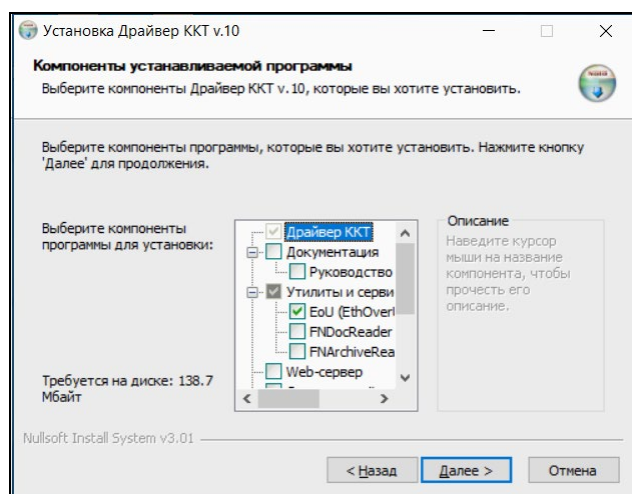 Установка Драйвер ККТ v.10
Компоненты устанавливаемой программы
Выберите компоненты Драйвер ККТ v.10, которые вы хотите установить.
Выберите компоненты программы, которые вы хотите установить. Нажмите кнопку
'Далее' для продолжения.
Выберите компоненты
программы для установки:
Драйвер ККТ
Документация
Руководство
Утилиты и серви
EoU (EthOverl
FNDocReader
FNArchiveRea
Web-сервер
Описание
Наведите курсор
мыши на название
компонента, чтобы
прочесть его
описание.
Требуется на диске: 138.7
Мбайт
Nullsoft Install System v3.01
< Назад
Далее >
Отмена